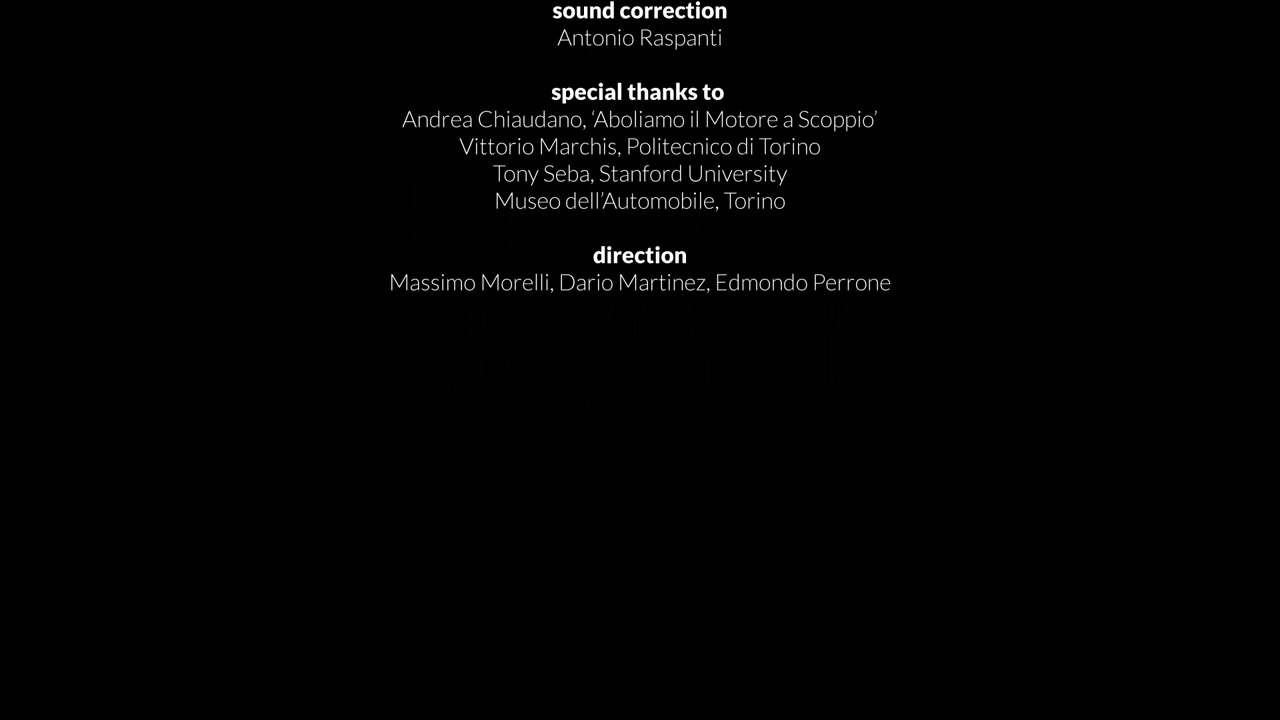 sound correction
Antonio Raspanti
special thanks to
Andrea Chiaudano, ‘Aboliamo il Motore a Scoppio’
Vittorio Marchis, Politecnico di Torino
Tony Seba, Stanford University
Museo dell’Automobile, Torino
direction
Massimo Morelli, Dario Martinez, Edmondo Perrone